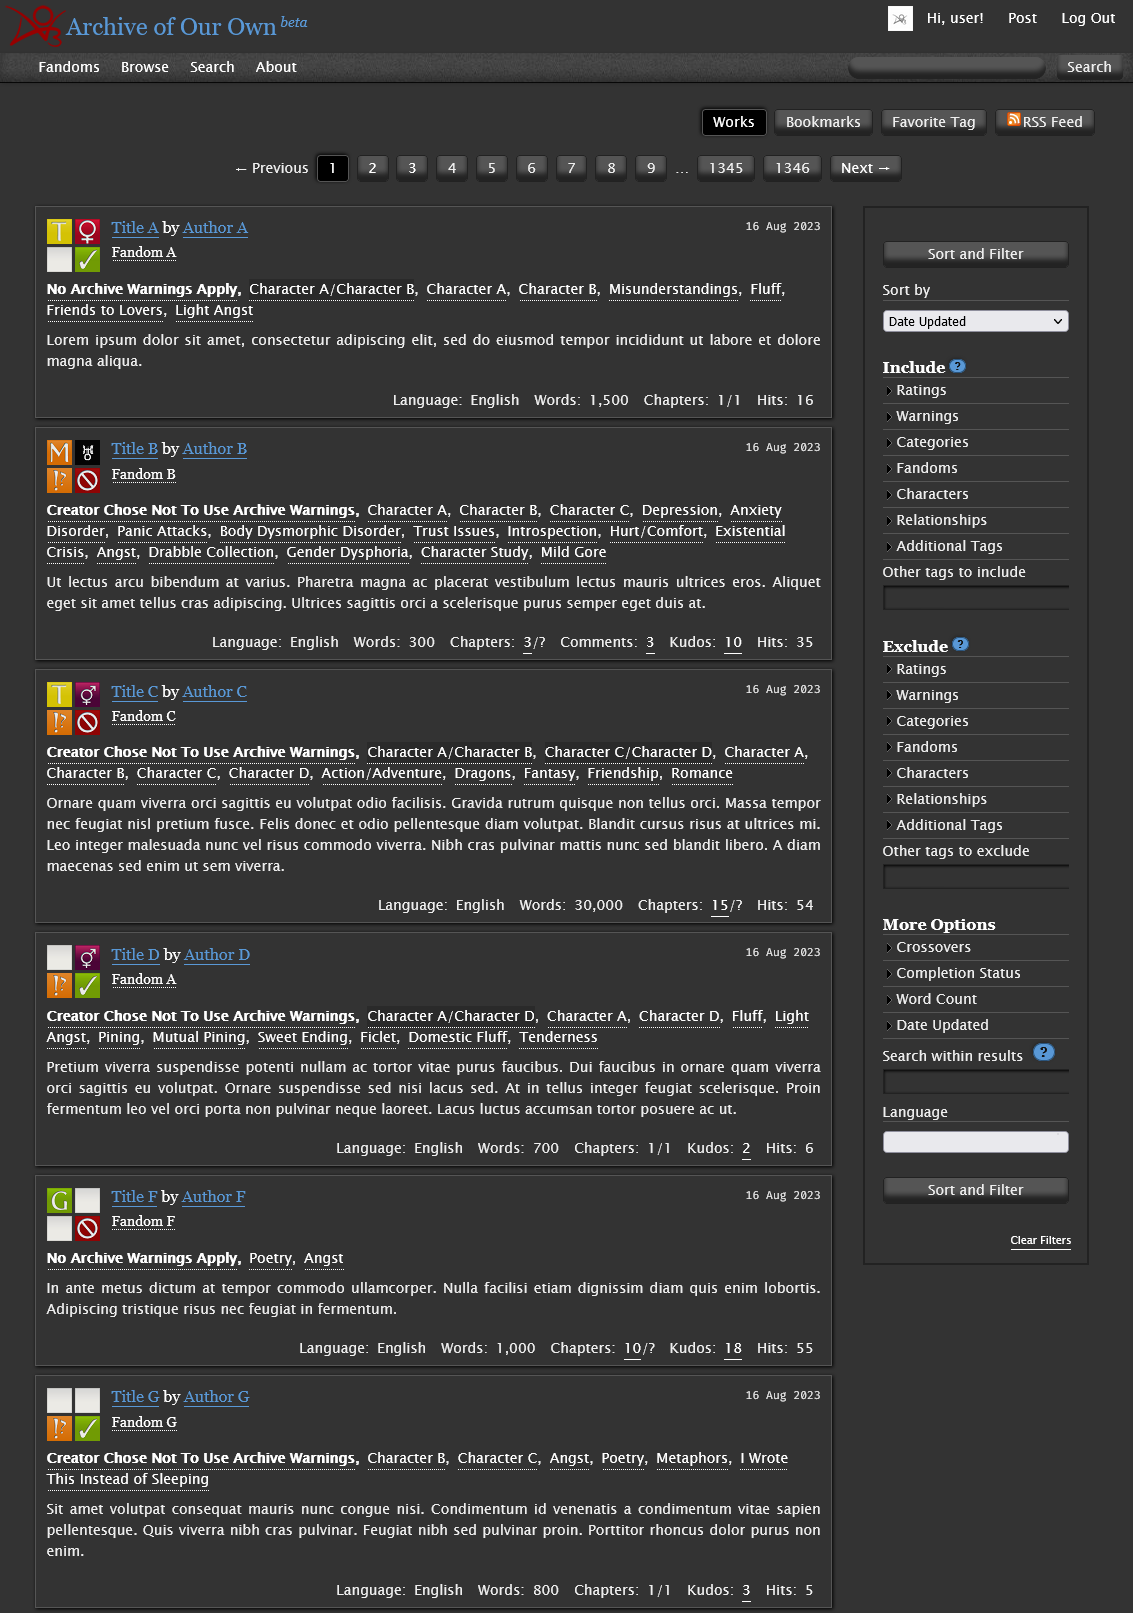 Archive of Our Own beta
Hi, user! Post Log Out
Fandoms Browse Search About
Search
Works Bookmarks Favorite Tag RSS Feed
← Previous 1 2 3 4 5 6 7 8 9 … 1345 1346 Next →
T
Title A by Author A
16 Aug 2023
Fandom A
No Archive Warnings Apply, Character A/Character B, Character A, Character B, Misunderstandings, Fluff,
Friends to Lovers, Light Angst
Lorem ipsum dolor sit amet, consectetur adipiscing elit, sed do eiusmod tempor incididunt ut labore et dolore
magna aliqua.
Language: English Words: 1,500 Chapters: 1/1 Hits: 16
M
Title B by Author B
16 Aug 2023
!?
Fandom B
Creator Chose Not To Use Archive Warnings, Character A, Character B, Character C, Depression, Anxiety
Disorder, Panic Attacks, Body Dysmorphic Disorder, Trust Issues, Introspection, Hurt/Comfort, Existential
Crisis, Angst, Drabble Collection, Gender Dysphoria, Character Study, Mild Gore
Ut lectus arcu bibendum at varius. Pharetra magna ac placerat vestibulum lectus mauris ultrices eros. Aliquet
eget sit amet tellus cras adipiscing. Ultrices sagittis orci a scelerisque purus semper eget duis at.
Language: English Words: 300 Chapters: 3/? Comments: 3 Kudos: 10 Hits: 35
T
Title C by Author C
16 Aug 2023
!?
Fandom C
Creator Chose Not To Use Archive Warnings, Character A/Character B, Character C/Character D, Character A,
Character B, Character C, Character D, Action/Adventure, Dragons, Fantasy, Friendship, Romance
Ornare quam viverra orci sagittis eu volutpat odio facilisis. Gravida rutrum quisque non tellus orci. Massa tempor
nec feugiat nisl pretium fusce. Felis donec et odio pellentesque diam volutpat. Blandit cursus risus at ultrices mi.
Leo integer malesuada nunc vel risus commodo viverra. Nibh cras pulvinar mattis nunc sed blandit libero. A diam
maecenas sed enim ut sem viverra.
Language: English Words: 30,000 Chapters: 15/? Hits: 54
Title D by Author D
16 Aug 2023
!?
Fandom A
Creator Chose Not To Use Archive Warnings, Character A/Character D, Character A, Character D, Fluff, Light
Angst, Pining, Mutual Pining, Sweet Ending, Ficlet, Domestic Fluff, Tenderness
Pretium viverra suspendisse potenti nullam ac tortor vitae purus faucibus. Dui faucibus in ornare quam viverra
orci sagittis eu volutpat. Ornare suspendisse sed nisi lacus sed. At in tellus integer feugiat scelerisque. Proin
fermentum leo vel orci porta non pulvinar neque laoreet. Lacus luctus accumsan tortor posuere ac ut.
Language: English Words: 700 Chapters: 1/1 Kudos: 2 Hits: 6
G
Title F by Author F
16 Aug 2023
Fandom F
No Archive Warnings Apply, Poetry, Angst
In ante metus dictum at tempor commodo ullamcorper. Nulla facilisi etiam dignissim diam quis enim lobortis.
Adipiscing tristique risus nec feugiat in fermentum.
Language: English Words: 1,000 Chapters: 10/? Kudos: 18 Hits: 55
Title G by Author G
16 Aug 2023
!?
Fandom G
Creator Chose Not To Use Archive Warnings, Character B, Character C, Angst, Poetry, Metaphors, I Wrote
This Instead of Sleeping
Sit amet volutpat consequat mauris nunc congue nisi. Condimentum id venenatis a condimentum vitae sapien
pellentesque. Quis viverra nibh cras pulvinar. Feugiat nibh sed pulvinar proin. Porttitor rhoncus dolor purus non
enim.
Language: English Words: 800 Chapters: 1/1 Kudos: 3 Hits: 5
Sort and Filter
Sort by
Date Updated
Include ?
Ratings
Warnings
Categories
Fandoms
Characters
Relationships
Additional Tags
Other tags to include
Exclude ?
Ratings
Warnings
Categories
Fandoms
Characters
Relationships
Additional Tags
Other tags to exclude
More Options
Crossovers
Completion Status
Word Count
Date Updated
Search within results ?
Language
Sort and Filter
Clear Filters